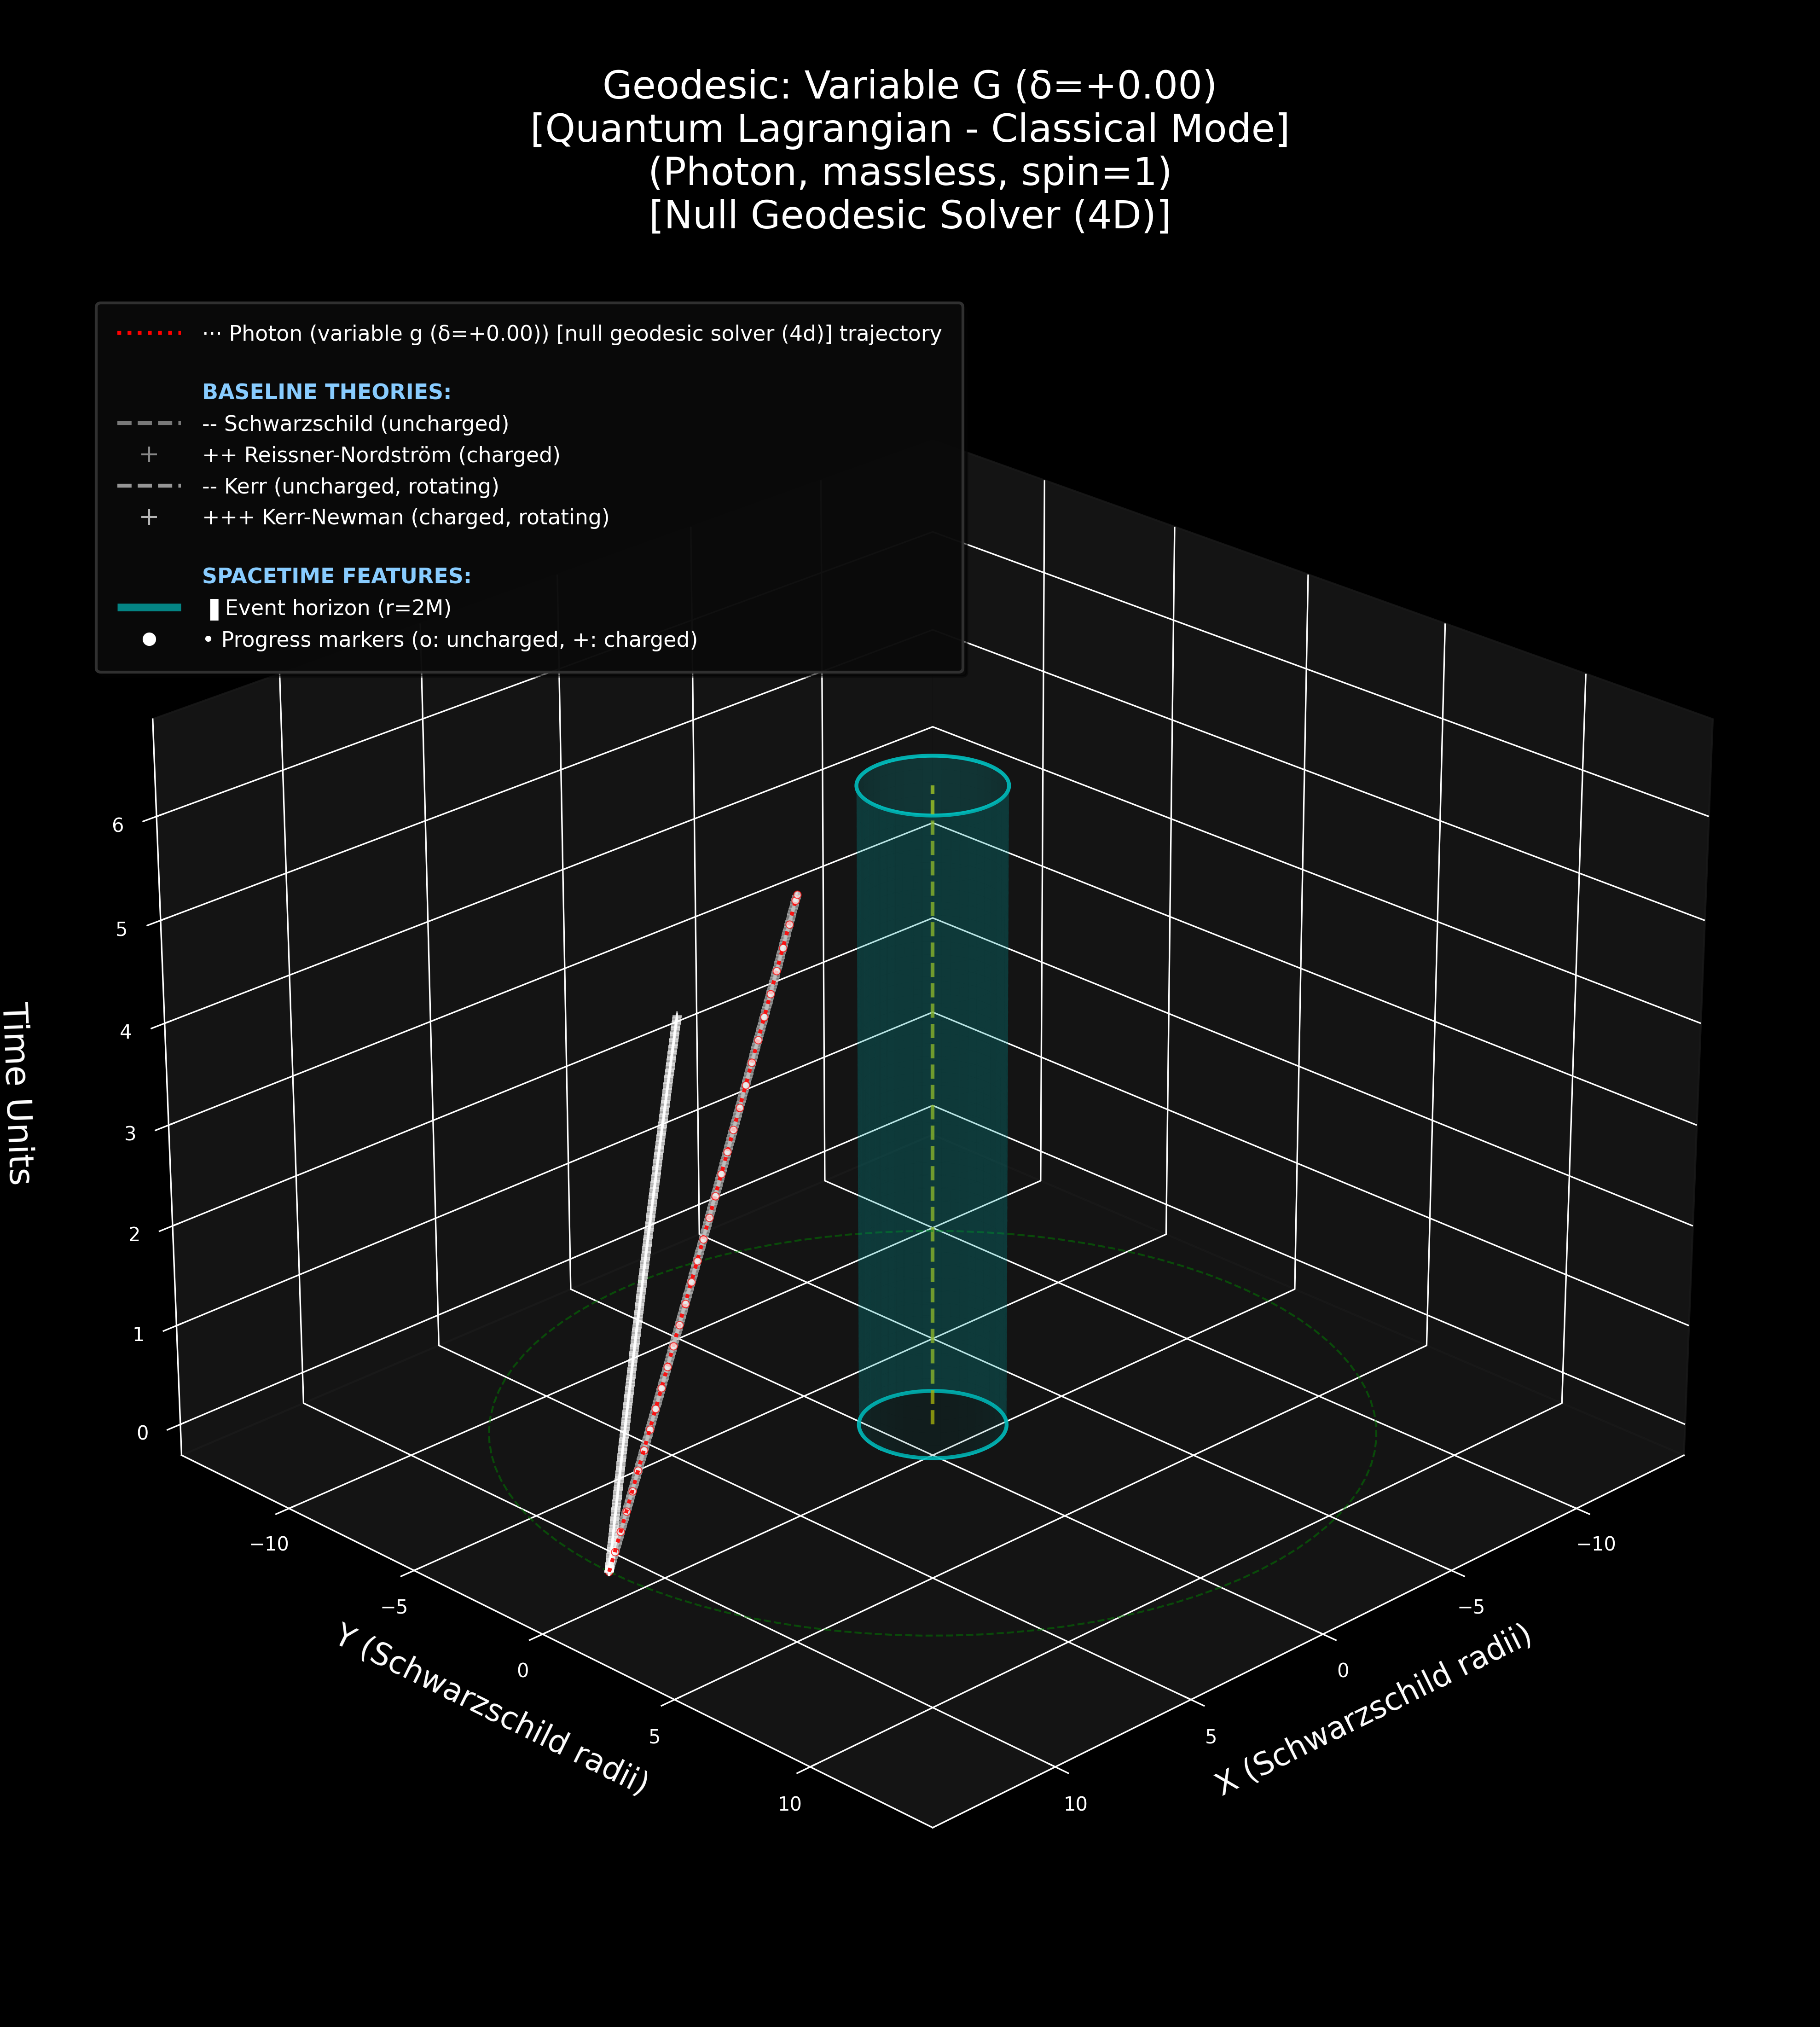 Geodesic: Variable G (δ=+0.00)
[Quantum Lagrangian - Classical Mode]
(Photon, massless, spin=1)
[Null Geodesic Solver (4D)]
··· Photon (variable g (δ=+0.00)) [null geodesic solver (4d)] trajectory
BASELINE THEORIES:
-- Schwarzschild (uncharged)
++ Reissner-Nordström (charged)
-- Kerr (uncharged, rotating)
+++ Kerr-Newman (charged, rotating)
SPACETIME FEATURES:
▌Event horizon (r=2M)
• Progress markers (o: uncharged, +: charged)
6
5
4
3
2
1
0
Time Units
−10
−5
0
5
10
Y (Schwarzschild radii)
−10
−5
0
5
10
X (Schwarzschild radii)